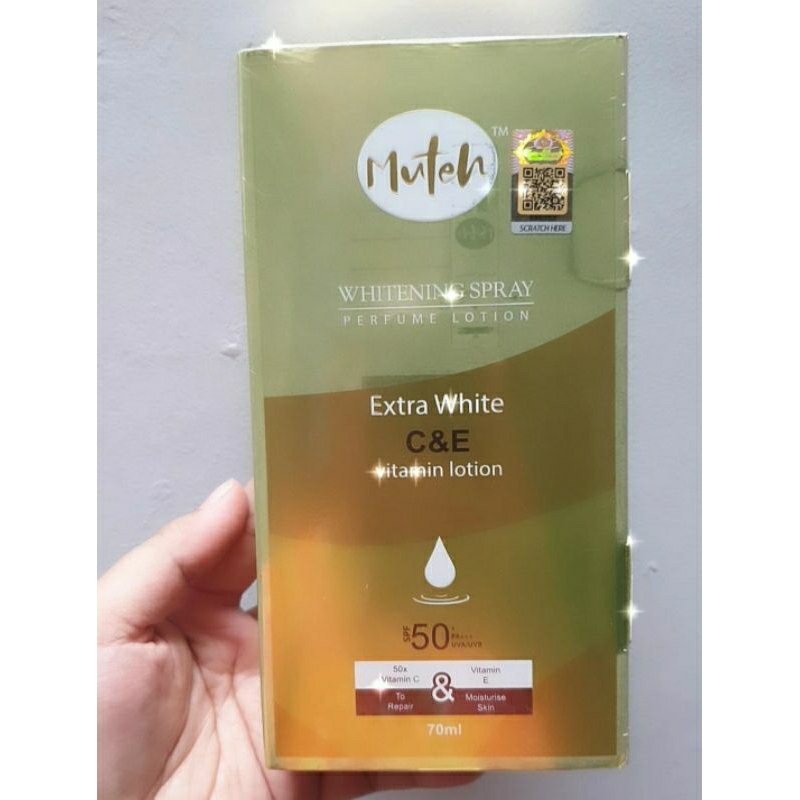 Muteh
TM
SCRATCH HERE
WHITENING SPRAY
PERFUME LOTION
Extra White
C&E
vitamin lotion
SPF 50+
PA+++
UVA/UVB
50x
Vitamin C
To
Repair
&
Vitamin
E
Moisturise
Skin
70ml